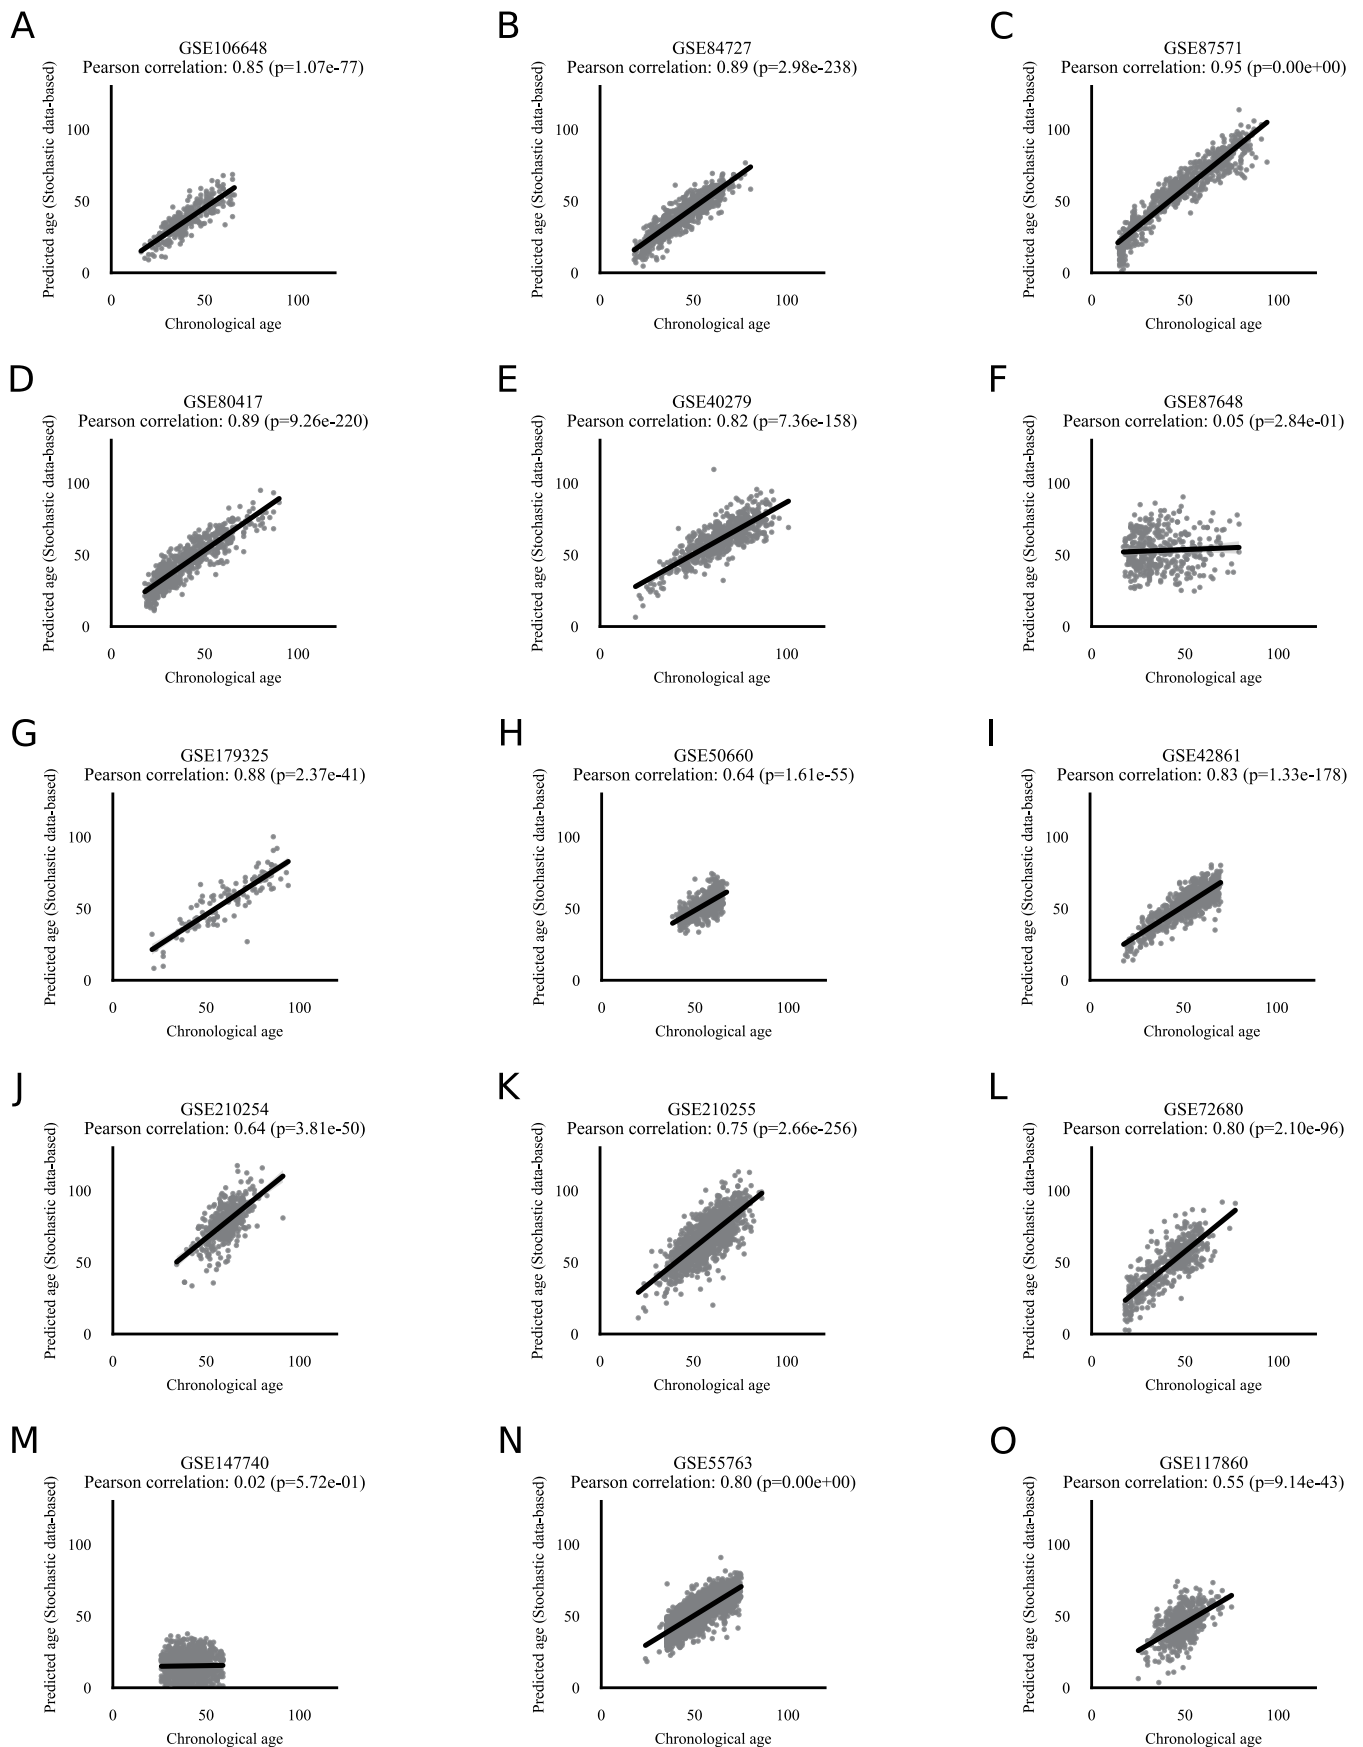 A
GSE106648
Pearson correlation: 0.85 (p=1.07e-77)
Predicted age (Stochastic data-based)
100
50
0
0 50 100
Chronological age
B
GSE84727
Pearson correlation: 0.89 (p=2.98e-238)
Predicted age (Stochastic data-based)
100
50
0
0 50 100
Chronological age
C
GSE87571
Pearson correlation: 0.95 (p=0.00e+00)
Predicted age (Stochastic data-based)
100
50
0
0 50 100
Chronological age
D
GSE80417
Pearson correlation: 0.89 (p=9.26e-220)
Predicted age (Stochastic data-based)
100
50
0
0 50 100
Chronological age
E
GSE40279
Pearson correlation: 0.82 (p=7.36e-158)
Predicted age (Stochastic data-based)
100
50
0
0 50 100
Chronological age
F
GSE87648
Pearson correlation: 0.05 (p=2.84e-01)
Predicted age (Stochastic data-based)
100
50
0
0 50 100
Chronological age
G
GSE179325
Pearson correlation: 0.88 (p=2.37e-41)
Predicted age (Stochastic data-based)
100
50
0
0 50 100
Chronological age
H
GSE50660
Pearson correlation: 0.64 (p=1.61e-55)
Predicted age (Stochastic data-based)
100
50
0
0 50 100
Chronological age
I
GSE42861
Pearson correlation: 0.83 (p=1.33e-178)
Predicted age (Stochastic data-based)
100
50
0
0 50 100
Chronological age
J
GSE210254
Pearson correlation: 0.64 (p=3.81e-50)
Predicted age (Stochastic data-based)
100
50
0
0 50 100
Chronological age
K
GSE210255
Pearson correlation: 0.75 (p=2.66e-256)
Predicted age (Stochastic data-based)
100
50
0
0 50 100
Chronological age
L
GSE72680
Pearson correlation: 0.80 (p=2.10e-96)
Predicted age (Stochastic data-based)
100
50
0
0 50 100
Chronological age
M
GSE147740
Pearson correlation: 0.02 (p=5.72e-01)
Predicted age (Stochastic data-based)
100
50
0
0 50 100
Chronological age
N
GSE55763
Pearson correlation: 0.80 (p=0.00e+00)
Predicted age (Stochastic data-based)
100
50
0
0 50 100
Chronological age
O
GSE117860
Pearson correlation: 0.55 (p=9.14e-43)
Predicted age (Stochastic data-based)
100
50
0
0 50 100
Chronological age